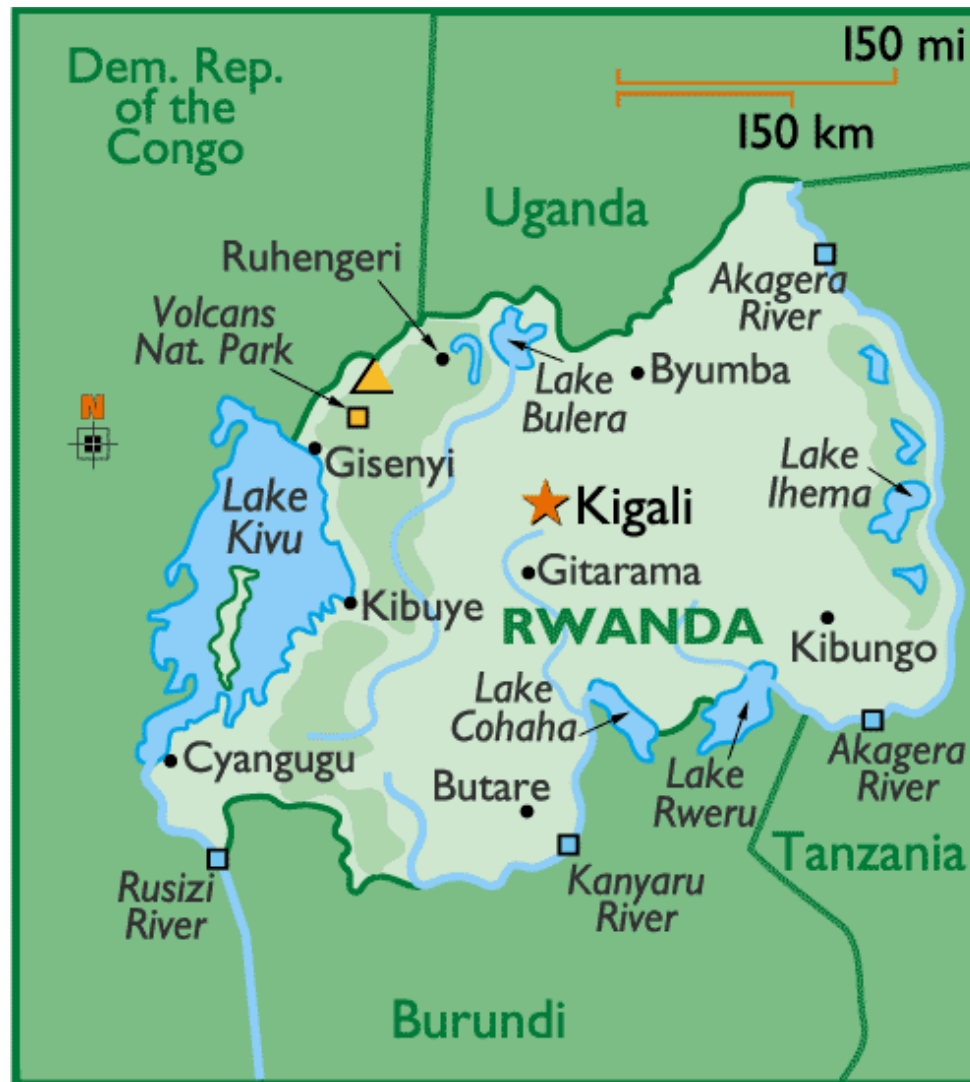 Dem. Rep.
of the
Congo
150 mi
150 km
Uganda
Ruhengeri
Akagera
River
Volcans
Nat. Park
Lake
Bulera
Byumba
N
Gisenyi
Lake
Ihema
Lake
Kivu
Kigali
Gitarama
Kibuye
RWANDA
Kibungo
Lake
Cohaha
Cyangugu
Lake
Rweru
Akagera
River
Butare
Tanzania
Rusizi
River
Kanyaru
River
Burundi